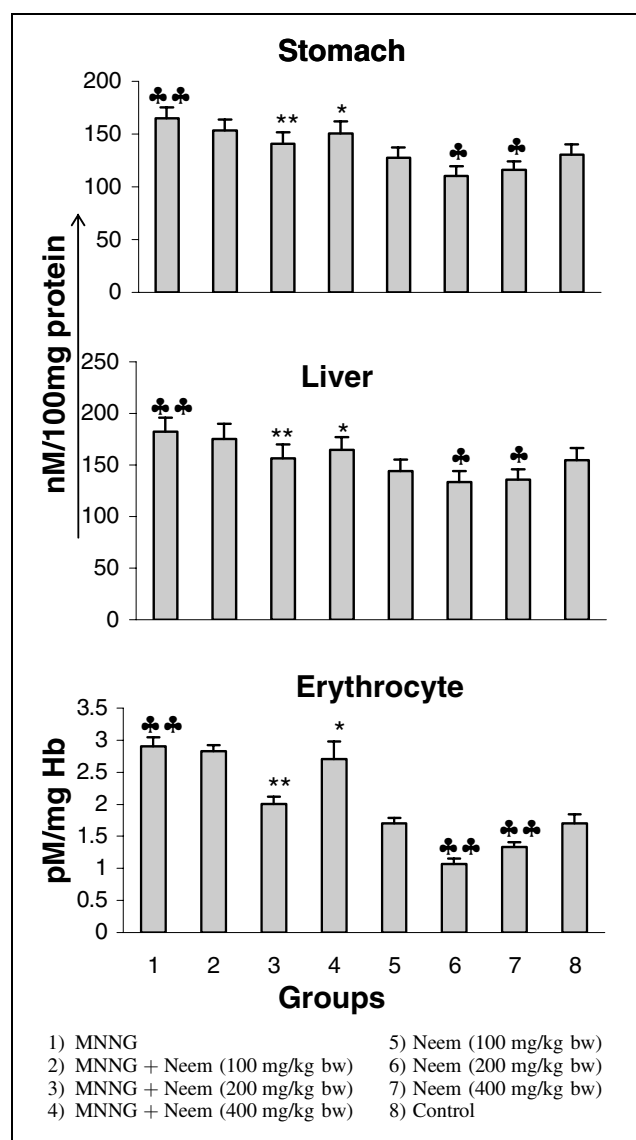 Stomach
200
150
100
50
0
♣♣
**
*
♣
♣
nM/100mg protein
Liver
250
200
150
100
50
0
♣♣
**
*
♣
♣
Erythrocyte
3.5
3
2.5
2
1.5
1
0.5
0
♣♣
**
*
♣♣
♣♣
pM/mg Hb
1 2 3 4 5 6 7 8
Groups
1) MNNG
2) MNNG + Neem (100 mg/kg bw)
3) MNNG + Neem (200 mg/kg bw)
4) MNNG + Neem (400 mg/kg bw)
5) Neem (100 mg/kg bw)
6) Neem (200 mg/kg bw)
7) Neem (400 mg/kg bw)
8) Control